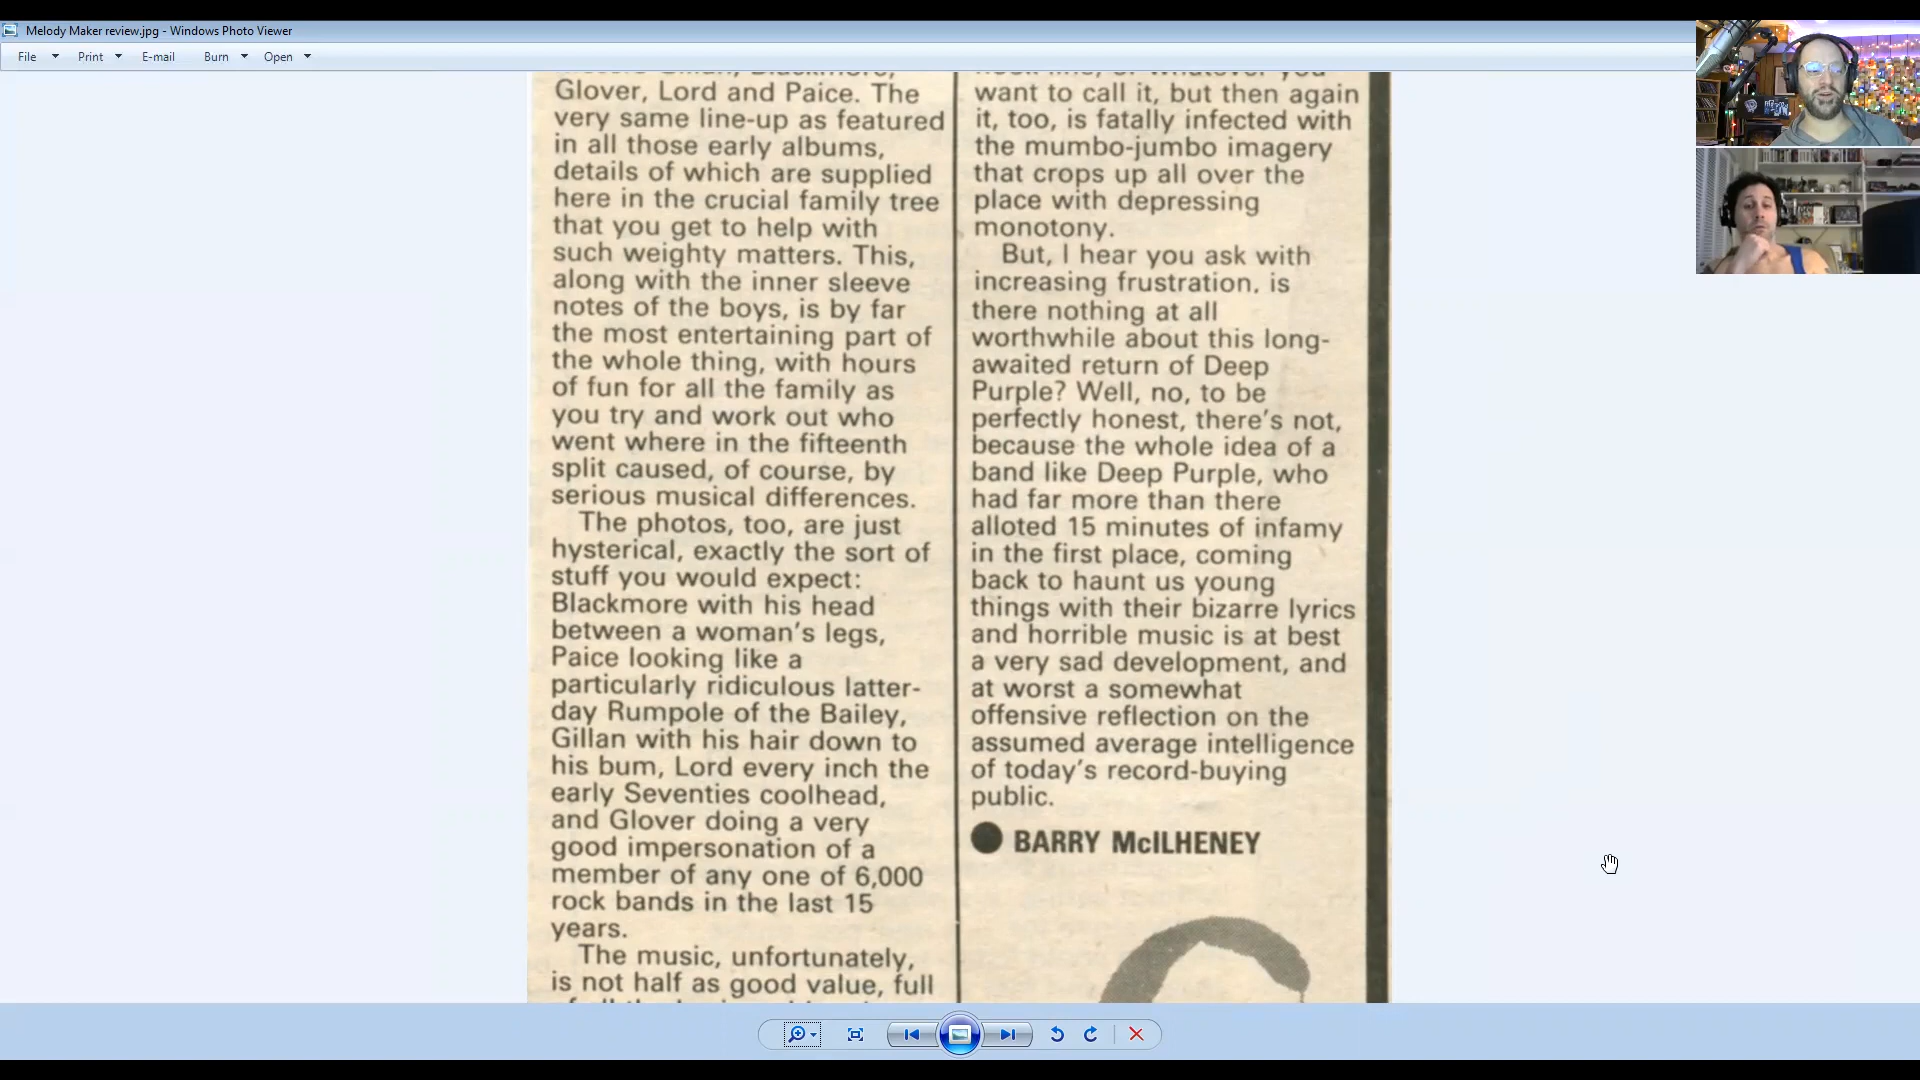 Melody Maker review.jpg - Windows Photo Viewer
File
Print
E-mail
Burn
Open
Glover, Lord and Paice. The
very same line-up as featured
in all those early albums,
details of which are supplied
here in the crucial family tree
that you get to help with
such weighty matters. This,
along with the inner sleeve
notes of the boys, is by far
the most entertaining part of
the whole thing, with hours
of fun for all the family as
you try and work out who
went where in the fifteenth
split caused, of course, by
serious musical differences.
The photos, too, are just
hysterical, exactly the sort of
stuff you would expect:
Blackmore with his head
between a woman's legs,
Paice looking like a
particularly ridiculous latter-
day Rumpole of the Bailey,
Gillan with his hair down to
his bum, Lord every inch the
early Seventies coolhead,
and Glover doing a very
good impersonation of a
member of any one of 6,000
rock bands in the last 15
years.
The music, unfortunately,
is not half as good value, full
want to call it, but then again
it, too, is fatally infected with
the mumbo-jumbo imagery
that crops up all over the
place with depressing
monotony.
But, I hear you ask with
increasing frustration, is
there nothing at all
worthwhile about this long-
awaited return of Deep
Purple? Well, no, to be
perfectly honest, there's not,
because the whole idea of a
band like Deep Purple, who
had far more than there
alloted 15 minutes of infamy
in the first place, coming
back to haunt us young
things with their bizarre lyrics
and horrible music is at best
a very sad development, and
at worst a somewhat
offensive reflection on the
assumed average intelligence
of today's record-buying
public.
BARRY McILHENEY